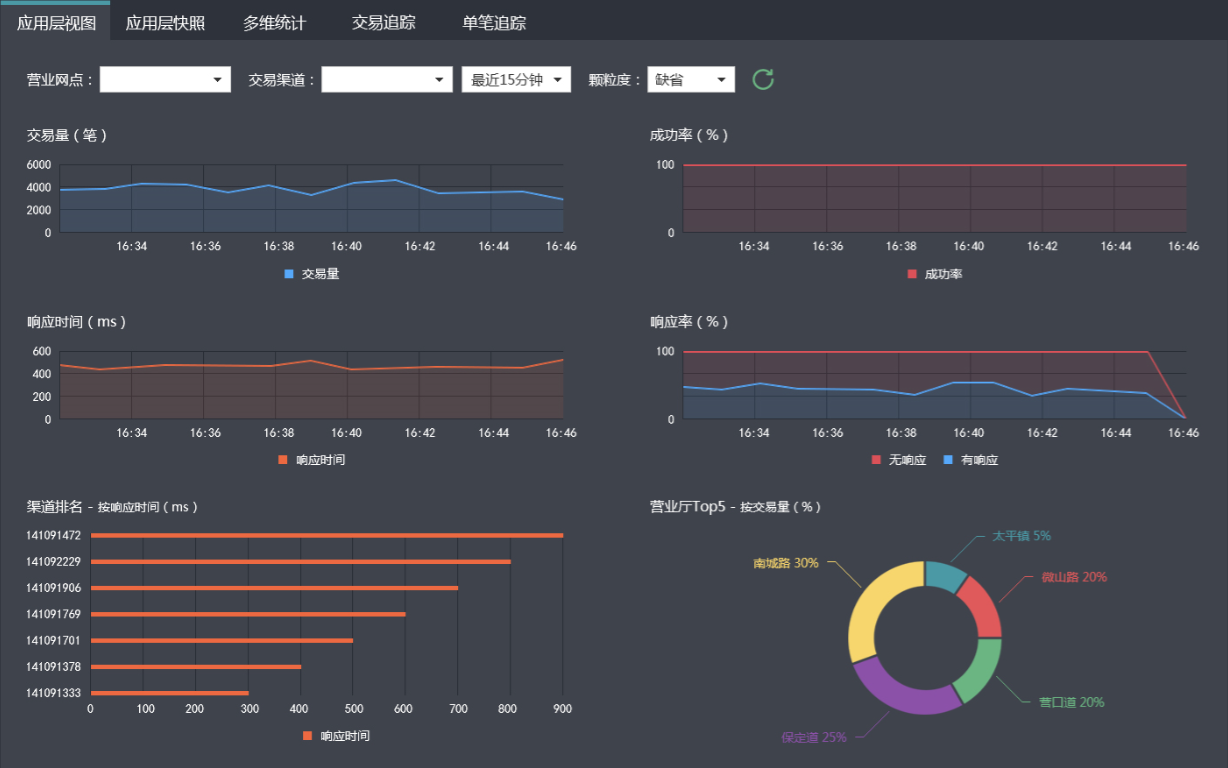 应用层视图 应用层快照 多维统计 交易追踪 单笔追踪
营业网点： 交易渠道： 最近15分钟 颗粒度： 缺省
交易量（笔）
6000
4000
2000
0
16:34 16:36 16:38 16:40 16:42 16:44 16:46
交易量
成功率（%）
100
0
16:34 16:36 16:38 16:40 16:42 16:44 16:46
成功率
响应时间（ms）
600
400
200
0
16:34 16:36 16:38 16:40 16:42 16:44 16:46
响应时间
响应率（%）
100
0
16:34 16:36 16:38 16:40 16:42 16:44 16:46
无响应 有响应
渠道排名 - 按响应时间（ms）
141091472
141092229
141091906
141091769
141091701
141091378
141091333
0 100 200 300 400 500 600 700 800 900
响应时间
营业厅Top5 - 按交易量（%）
太平镇 5%
南城路 30%
微山路 20%
营口道 20%
保定道 25%